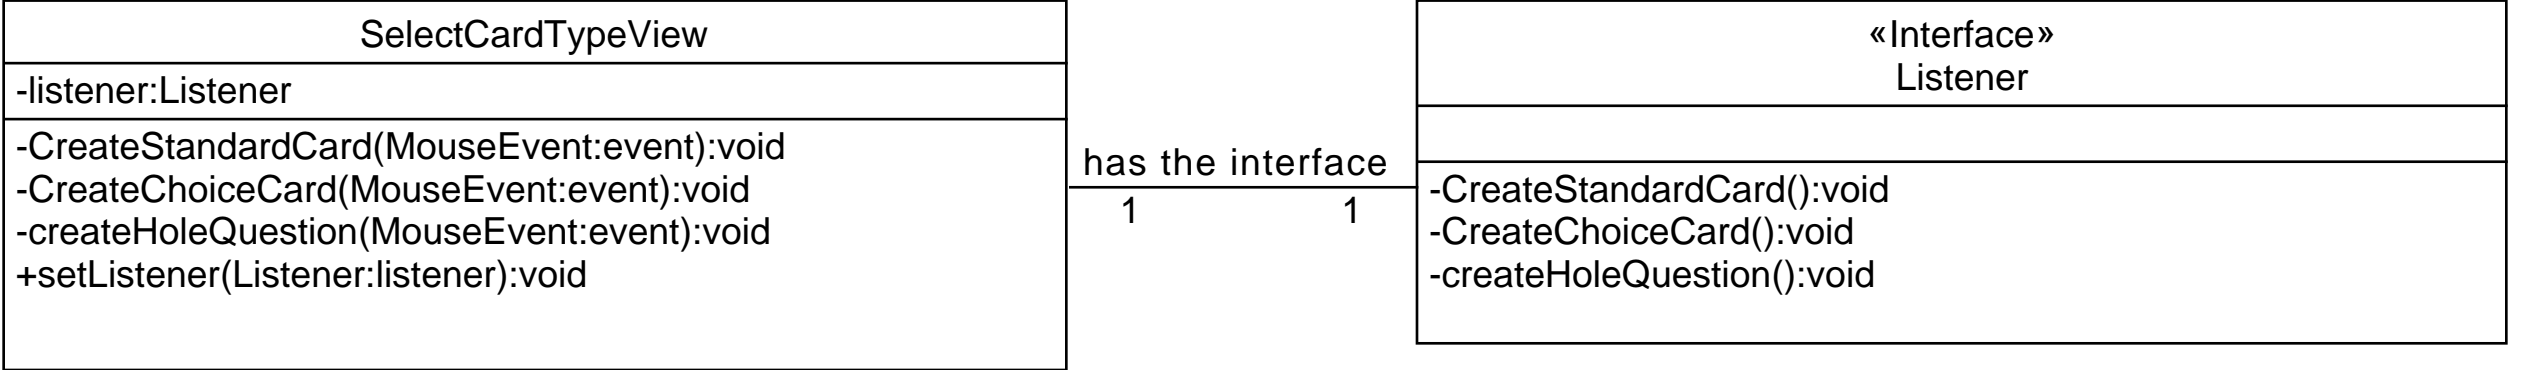 SelectCardTypeView
-listener:Listener
-CreateStandardCard(MouseEvent:event):void
-CreateChoiceCard(MouseEvent:event):void
-createHoleQuestion(MouseEvent:event):void
+setListener(Listener:listener):void
has the interface
1 1
«Interface»
Listener
-CreateStandardCard():void
-CreateChoiceCard():void
-createHoleQuestion():void